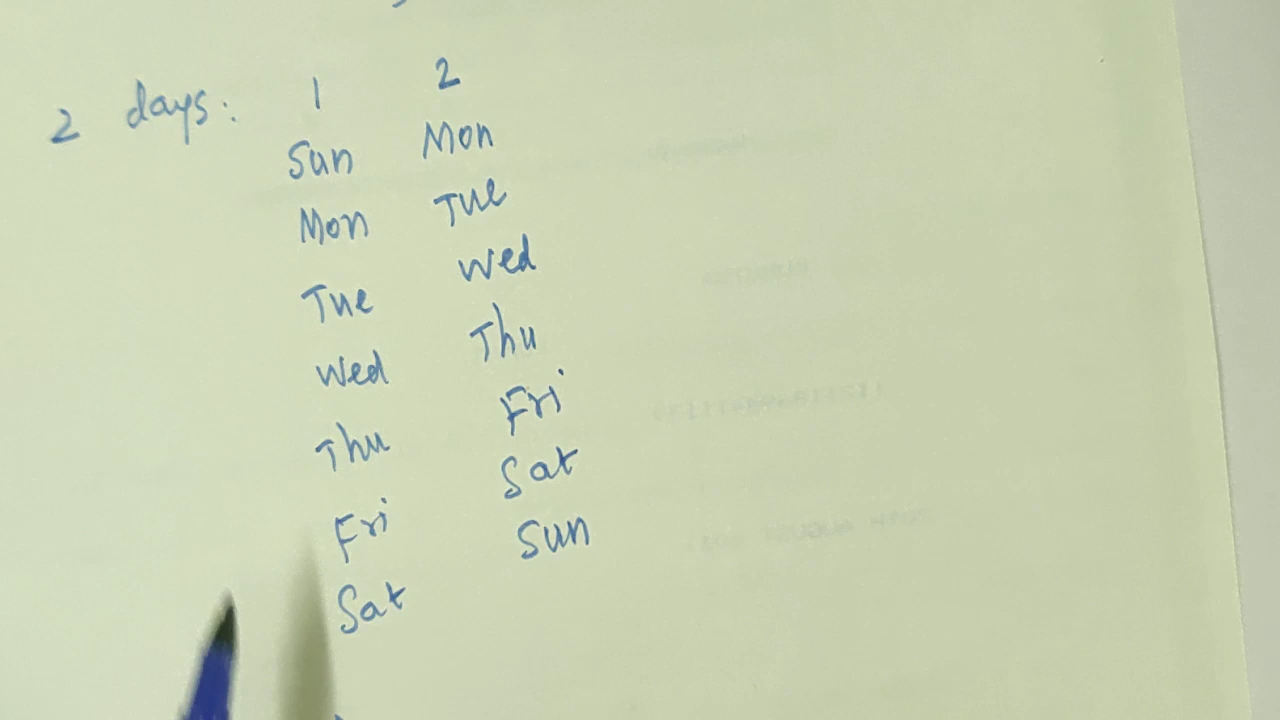 2 days: 1 2
Sun Mon
Mon Tue
Tue Wed
Wed Thu
Thu Fri
Fri Sat
Sat Sun